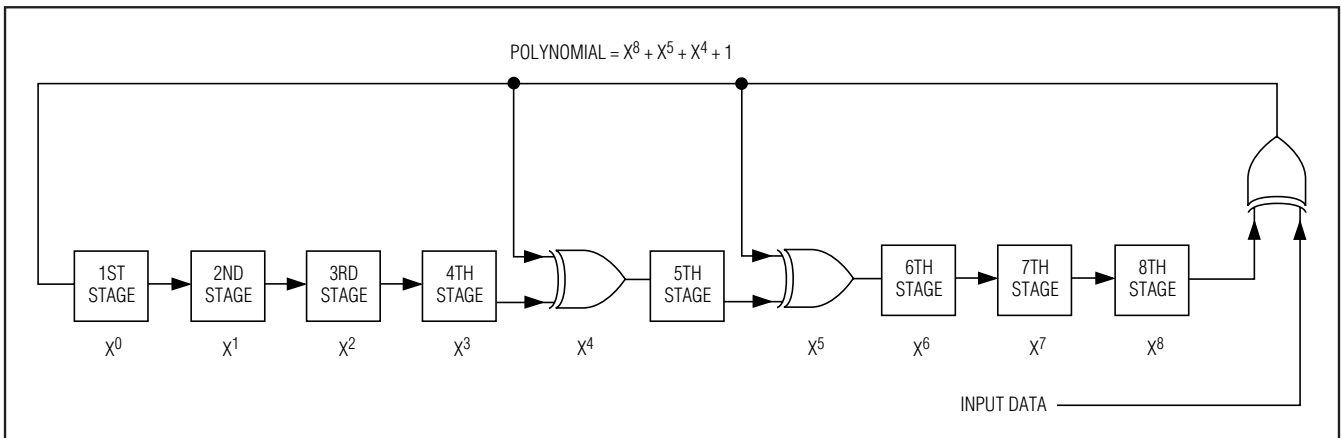 POLYNOMIAL = X⁸ + X⁵ + X⁴ + 1
1ST
STAGE
2ND
STAGE
3RD
STAGE
4TH
STAGE
5TH
STAGE
6TH
STAGE
7TH
STAGE
8TH
STAGE
X⁰
X¹
X²
X³
X⁴
X⁵
X⁶
X⁷
X⁸
INPUT DATA